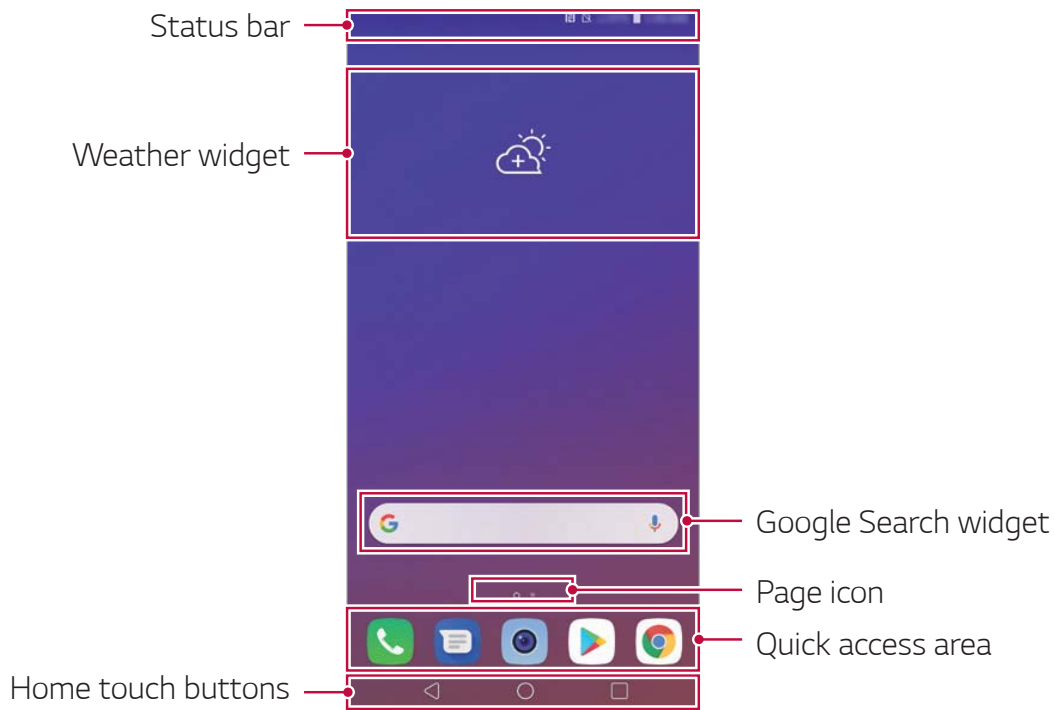 Status bar
Weather widget
Google Search widget
Page icon
Quick access area
Home touch buttons